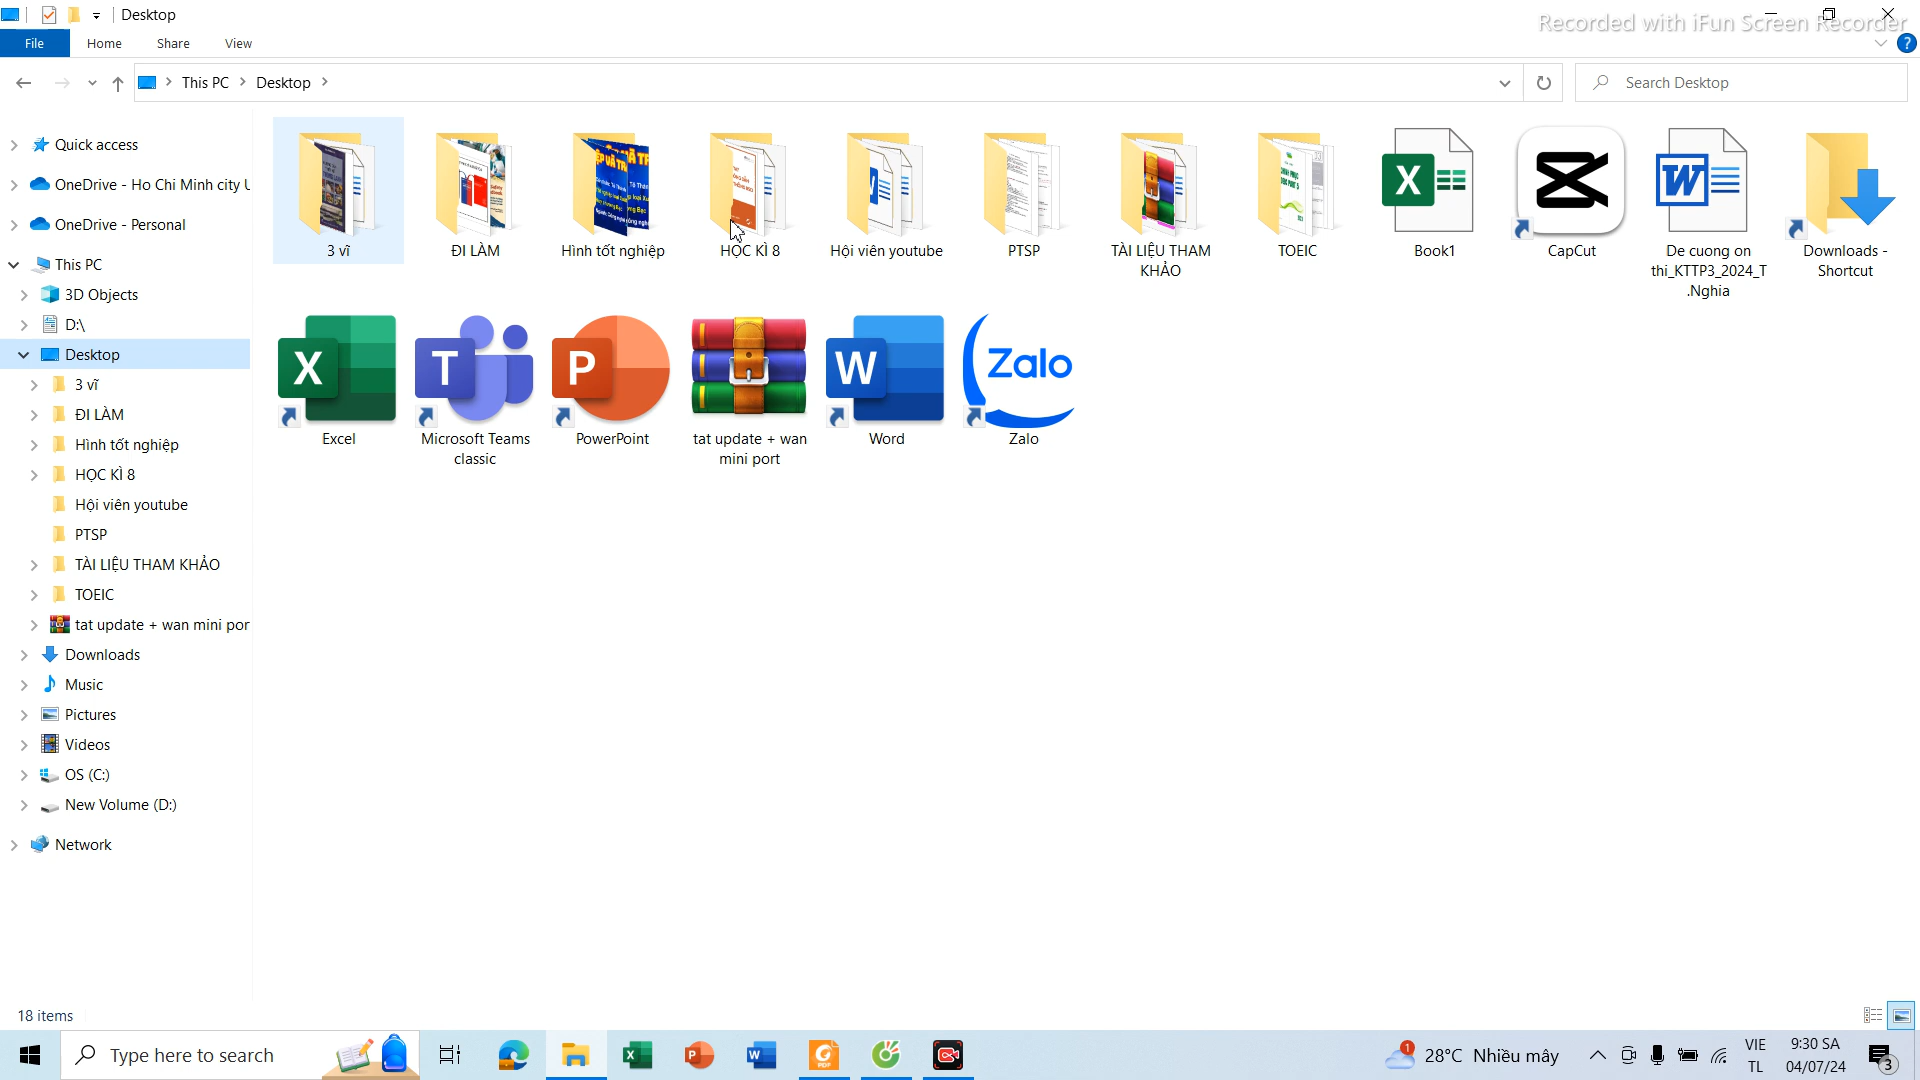 Desktop
Recorded with iFun Screen Recorder
File
Home
Share
View
?
This PC
Desktop
Search Desktop
Quick access
OneDrive - Ho Chi Minh city U
OneDrive - Personal
This PC
3D Objects
D:\
Desktop
3 vĩ
ĐI LÀM
Hình tốt nghiệp
HỌC KÌ 8
Hội viên youtube
PTSP
TÀI LIỆU THAM KHẢO
TOEIC
tat update + wan mini por
Downloads
Music
Pictures
Videos
OS (C:)
New Volume (D:)
Network
3 vĩ
ĐI LÀM
Hình tốt nghiệp
HỌC KÌ 8
Hội viên youtube
PTSP
TÀI LIỆU THAM
KHẢO
TOEIC
X
Book1
CapCut
W
De cuong on
thi_KTTP3_2024_T
.Nghia
Downloads -
Shortcut
X
Excel
T
Microsoft Teams
classic
P
PowerPoint
tat update + wan
mini port
W
Word
Zalo
Zalo
18 items
Type here to search
1
28°C Nhiều mây
VIE
TL
9:30 SA
04/07/24
3